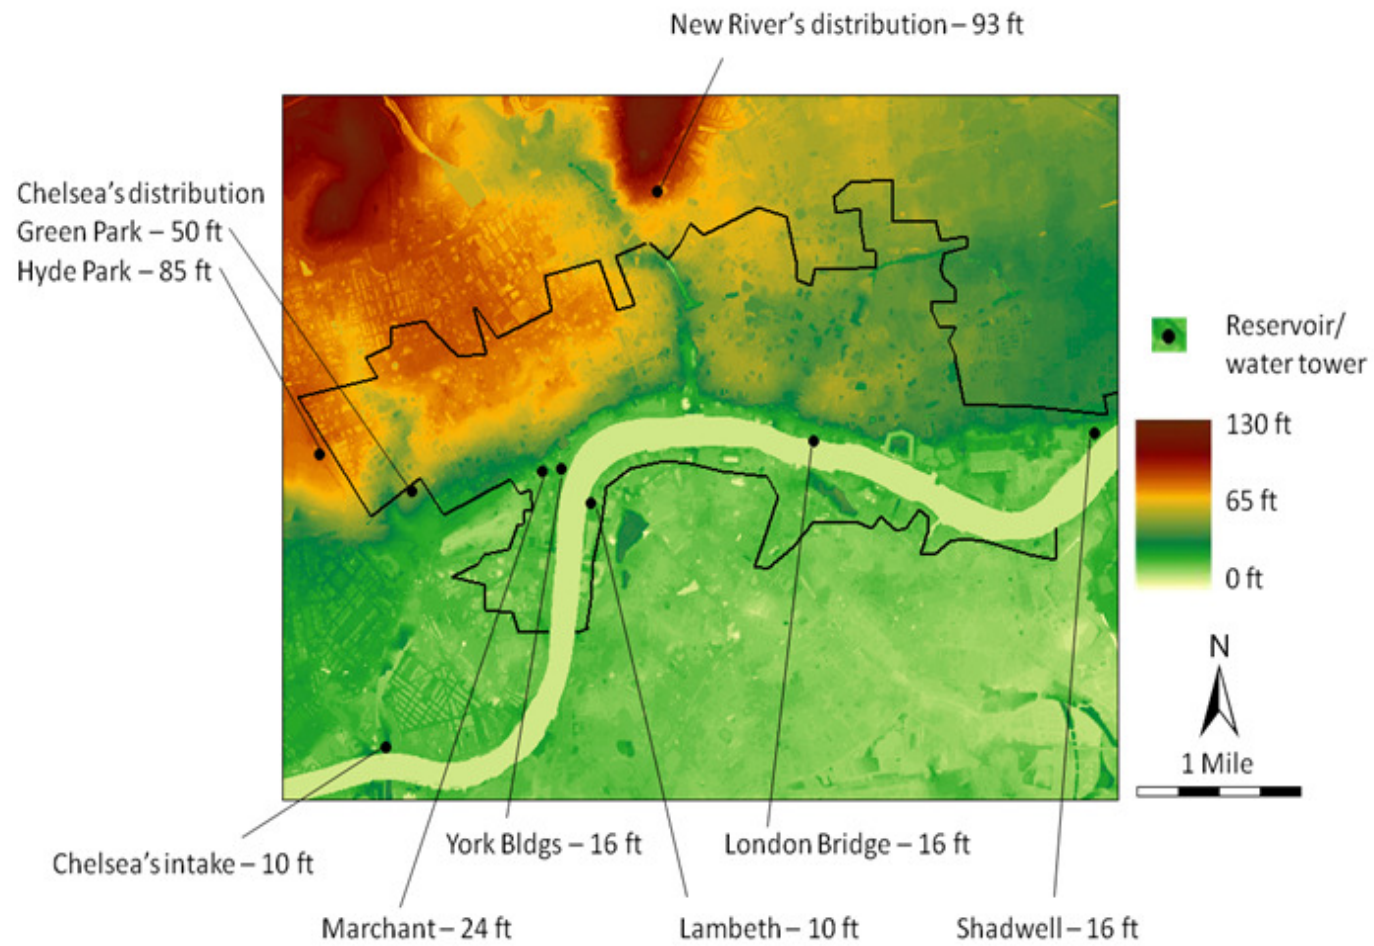 New River's distribution – 93 ft
Chelsea's distribution
Green Park – 50 ft
Hyde Park – 85 ft
Reservoir/
water tower
130 ft
65 ft
0 ft
N
1 Mile
York Bldgs – 16 ft
London Bridge – 16 ft
Chelsea's intake – 10 ft
Marchant – 24 ft
Lambeth – 10 ft
Shadwell – 16 ft